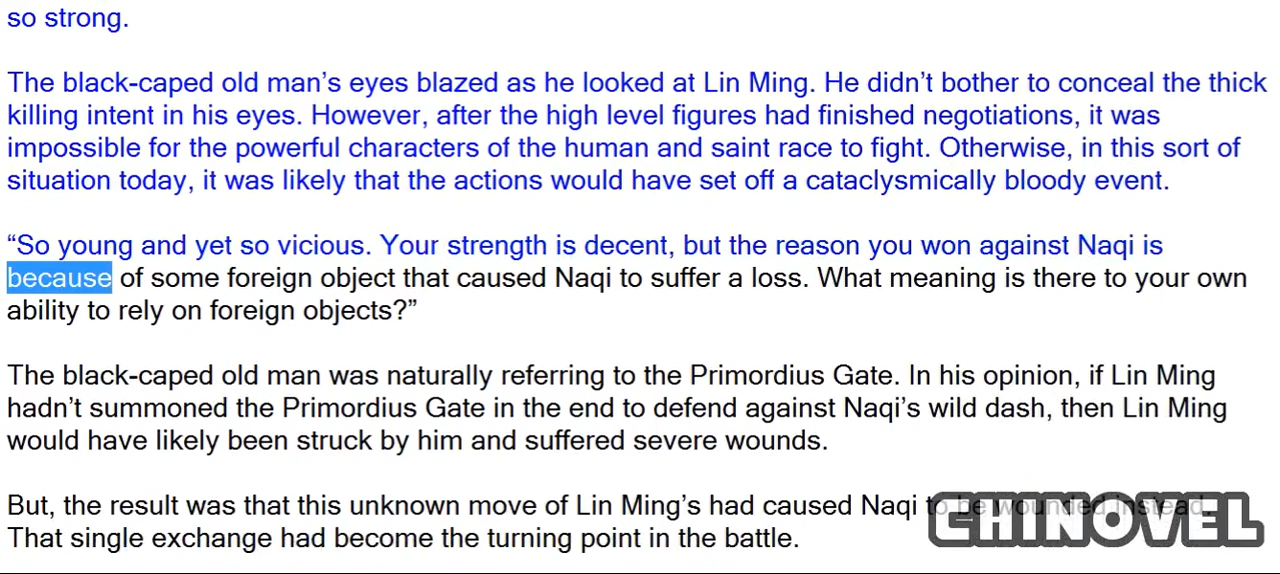 so strong.
The black-caped old man’s eyes blazed as he looked at Lin Ming. He didn’t bother to conceal the thick
killing intent in his eyes. However, after the high level figures had finished negotiations, it was
impossible for the powerful characters of the human and saint race to fight. Otherwise, in this sort of
situation today, it was likely that the actions would have set off a cataclysmically bloody event.
“So young and yet so vicious. Your strength is decent, but the reason you won against Naqi is
because of some foreign object that caused Naqi to suffer a loss. What meaning is there to your own
ability to rely on foreign objects?”
The black-caped old man was naturally referring to the Primordius Gate. In his opinion, if Lin Ming
hadn’t summoned the Primordius Gate in the end to defend against Naqi’s wild dash, then Lin Ming
would have likely been struck by him and suffered severe wounds.
But, the result was that this unknown move of Lin Ming’s had caused Naqi to be wounded instead.
That single exchange had become the turning point in the battle.
CHINOVEL